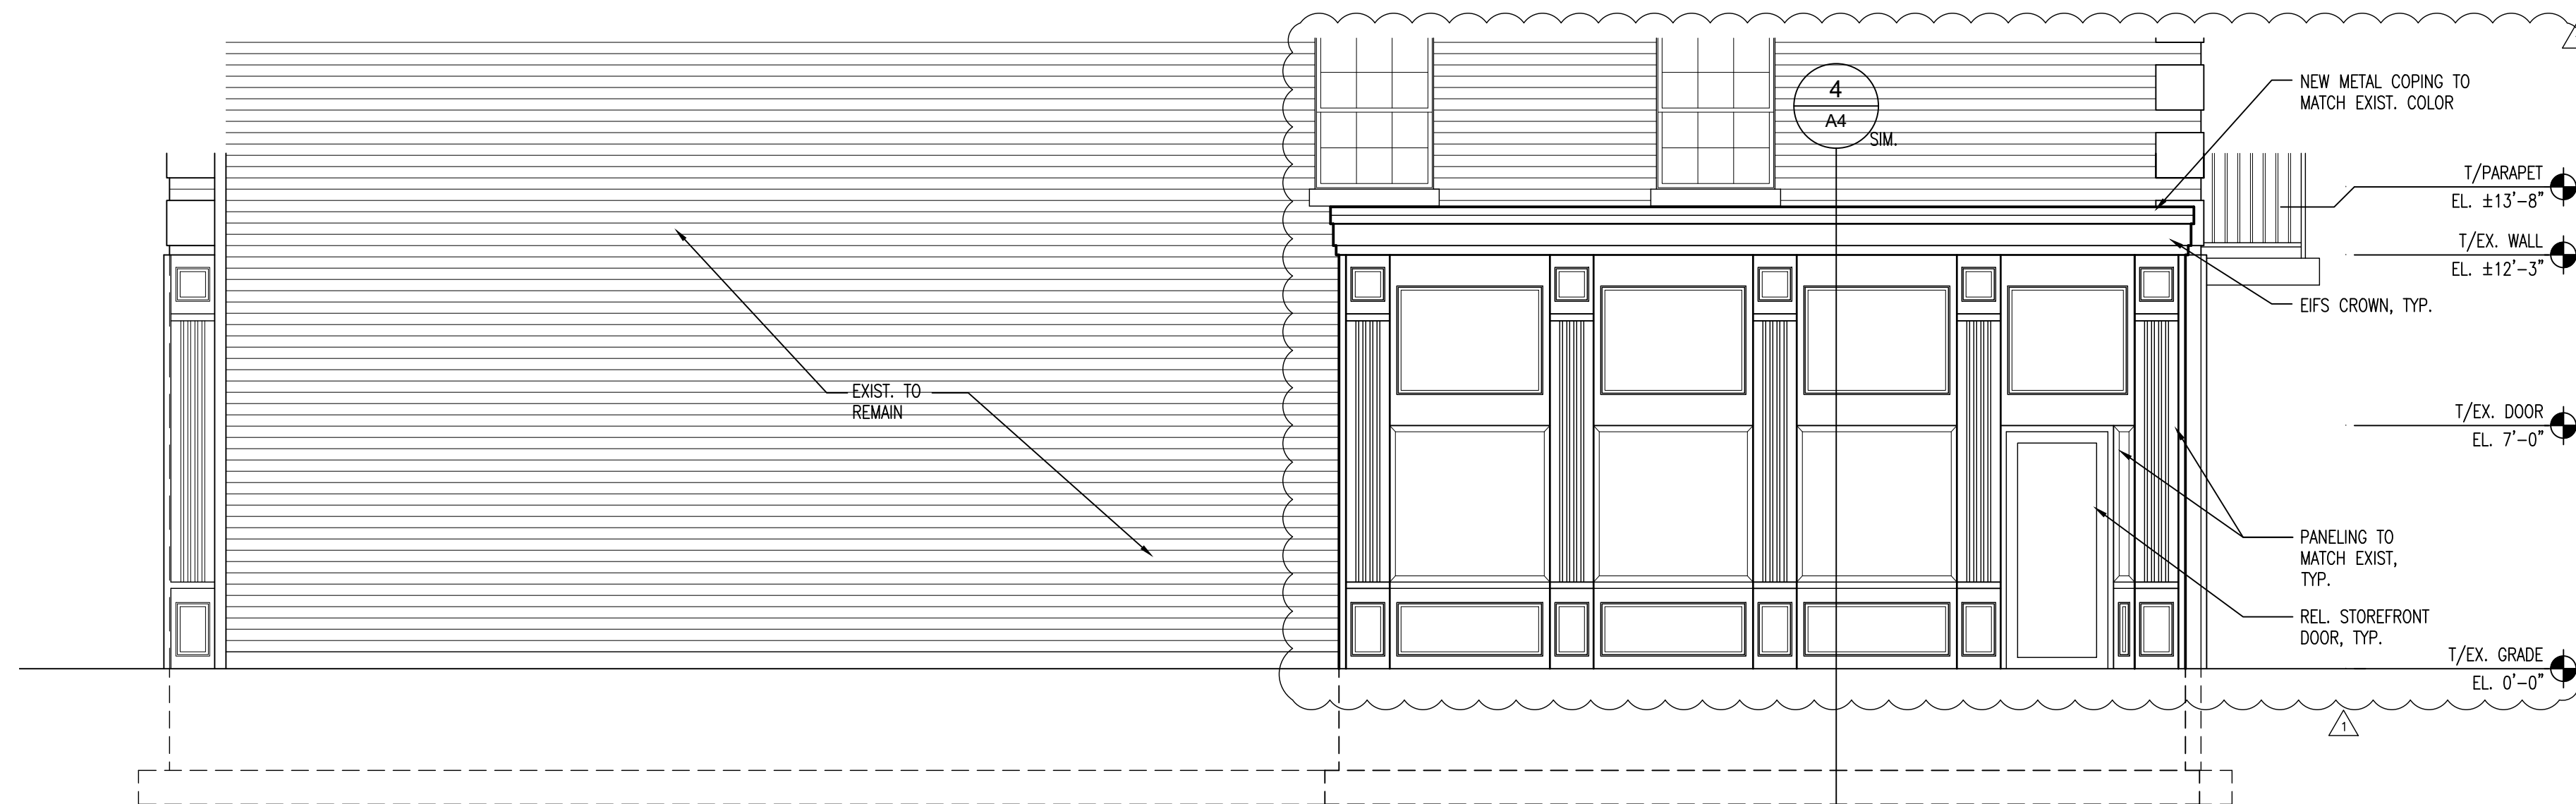 4
A4
SIM.
NEW METAL COPING TO
MATCH EXIST. COLOR
T/PARAPET
EL. ±13'-8"
T/EX. WALL
EL. ±12'-3"
EIFS CROWN, TYP.
EXIST. TO
REMAIN
T/EX. DOOR
EL. 7'-0"
PANELING TO
MATCH EXIST,
TYP.
REL. STOREFRONT
DOOR, TYP.
T/EX. GRADE
EL. 0'-0"
1